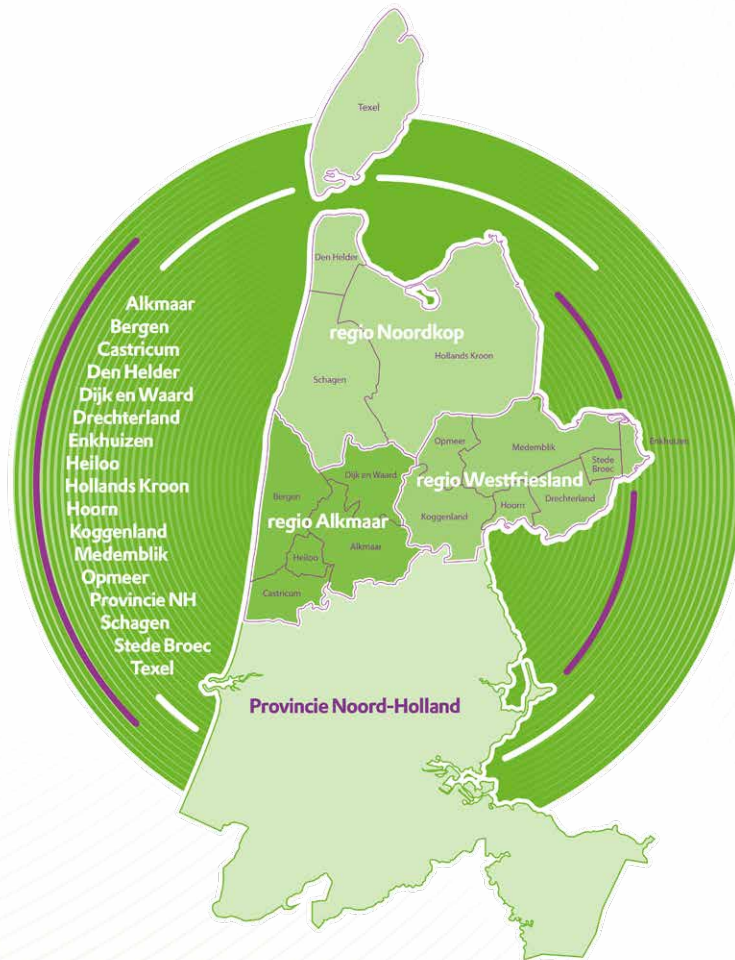 Texel
Den Helder
regio Noordkop
Hollands Kroon
Schagen
Alkmaar
Bergen
Castricum
Den Helder
Dijk en Waard
Drechterland
Enkhuizen
Heiloo
Hollands Kroon
Hoorn
Koggenland
Medemblik
Opmeer
Provincie NH
Schagen
Stede Broec
Texel
Opmeer
Medemblik
Enkhuizen
Stede
Broec
regio Westfriesland
Drechterland
Hoorn
Koggenland
Dijk en Waard
Bergen
regio Alkmaar
Alkmaar
Heiloo
Castricum
Provincie Noord-Holland